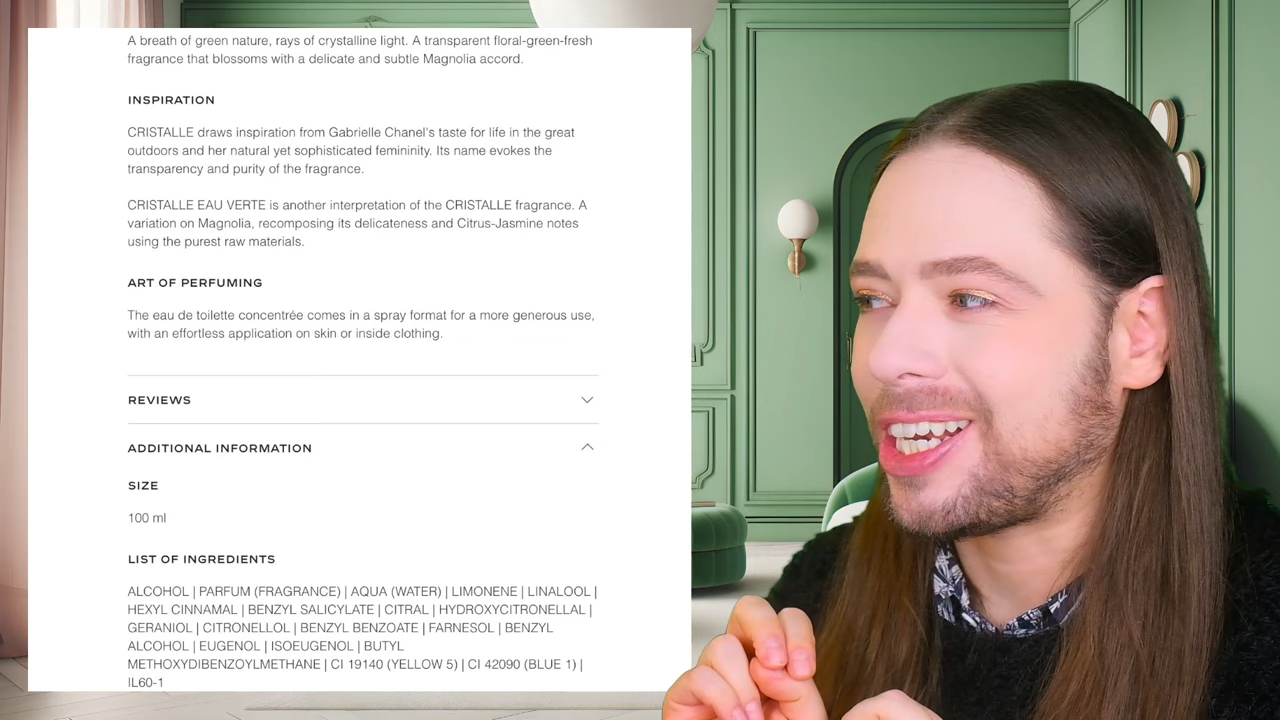 A breath of green nature, rays of crystalline light. A transparent floral-green-fresh
fragrance that blossoms with a delicate and subtle Magnolia accord.
INSPIRATION
CRISTALLE draws inspiration from Gabrielle Chanel's taste for life in the great
outdoors and her natural yet sophisticated femininity. Its name evokes the
transparency and purity of the fragrance.
CRISTALLE EAU VERTE is another interpretation of the CRISTALLE fragrance. A
variation on Magnolia, recomposing its delicateness and Citrus-Jasmine notes
using the purest raw materials.
ART OF PERFUMING
The eau de toilette concentrée comes in a spray format for a more generous use,
with an effortless application on skin or inside clothing.
REVIEWS
ADDITIONAL INFORMATION
SIZE
100 ml
LIST OF INGREDIENTS
ALCOHOL | PARFUM (FRAGRANCE) | AQUA (WATER) | LIMONENE | LINALOOL |
HEXYL CINNAMAL | BENZYL SALICYLATE | CITRAL | HYDROXYCITRONELLAL |
GERANIOL | CITRONELLOL | BENZYL BENZOATE | FARNESOL | BENZYL
ALCOHOL | EUGENOL | ISOEUGENOL | BUTYL
METHOXYDIBENZOYLMETHANE | CI 19140 (YELLOW 5) | CI 42090 (BLUE 1) |
IL60-1